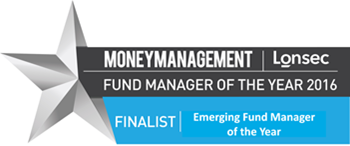 MONEYMANAGEMENT | Lonsec
FUND MANAGER OF THE YEAR 2016
FINALIST | Emerging Fund Manager
of the Year